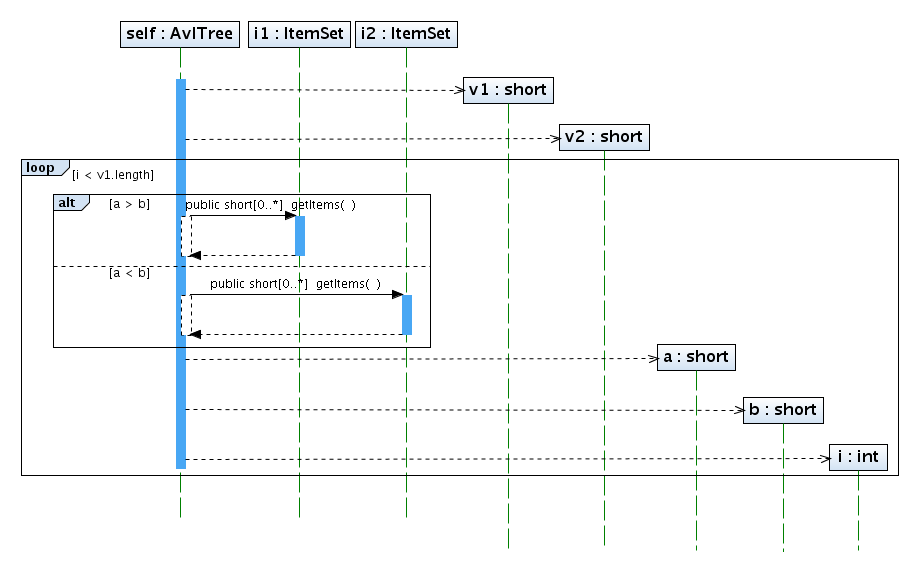 self : AvlTree
i1 : ItemSet
i2 : ItemSet
v1 : short
v2 : short
loop
[i < v1.length]
alt
[a > b]
public short[0..*] getItems( )
[a < b]
public short[0..*] getItems( )
a : short
b : short
i : int